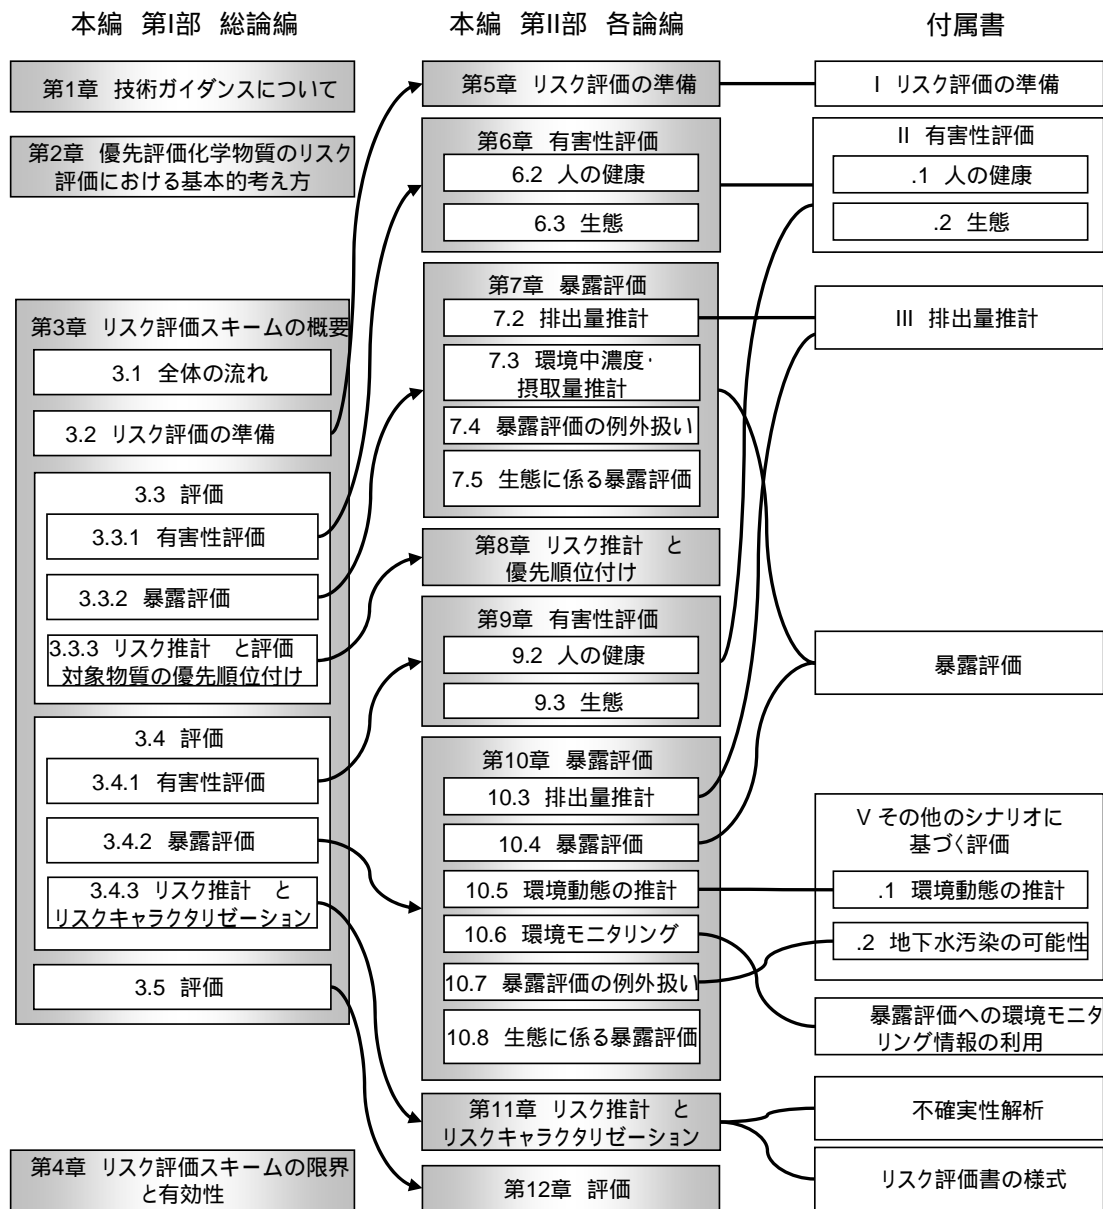 本編 第I部 総論編
第1章 技術ガイダンスについて
第2章 優先評価化学物質のリスク
評価における基本的考え方
第3章 リスク評価スキームの概要
3.1 全体の流れ
3.2 リスク評価の準備
3.3 評価
3.3.1 有害性評価
3.3.2 暴露評価
3.3.3 リスク推計 と評価
対象物質の優先順位付け
3.4 評価
3.4.1 有害性評価
3.4.2 暴露評価
3.4.3 リスク推計 と
リスクキャラクタリゼーション
3.5 評価
第4章 リスク評価スキームの限界
と有効性
本編 第II部 各論編
第5章 リスク評価の準備
第6章 有害性評価
6.2 人の健康
6.3 生態
第7章 暴露評価
7.2 排出量推計
7.3 環境中濃度・
摂取量推計
7.4 暴露評価の例外扱い
7.5 生態に係る暴露評価
第8章 リスク推計 と
優先順位付け
第9章 有害性評価
9.2 人の健康
9.3 生態
第10章 暴露評価
10.3 排出量推計
10.4 暴露評価
10.5 環境動態の推計
10.6 環境モニタリング
10.7 暴露評価の例外扱い
10.8 生態に係る暴露評価
第11章 リスク推計 と
リスクキャラクタリゼーション
第12章 評価
付属書
I リスク評価の準備
II 有害性評価
.1 人の健康
.2 生態
III 排出量推計
暴露評価
V その他のシナリオに
基づく評価
.1 環境動態の推計
.2 地下水汚染の可能性
暴露評価への環境モニタ
リング情報の利用
不確実性解析
リスク評価書の様式